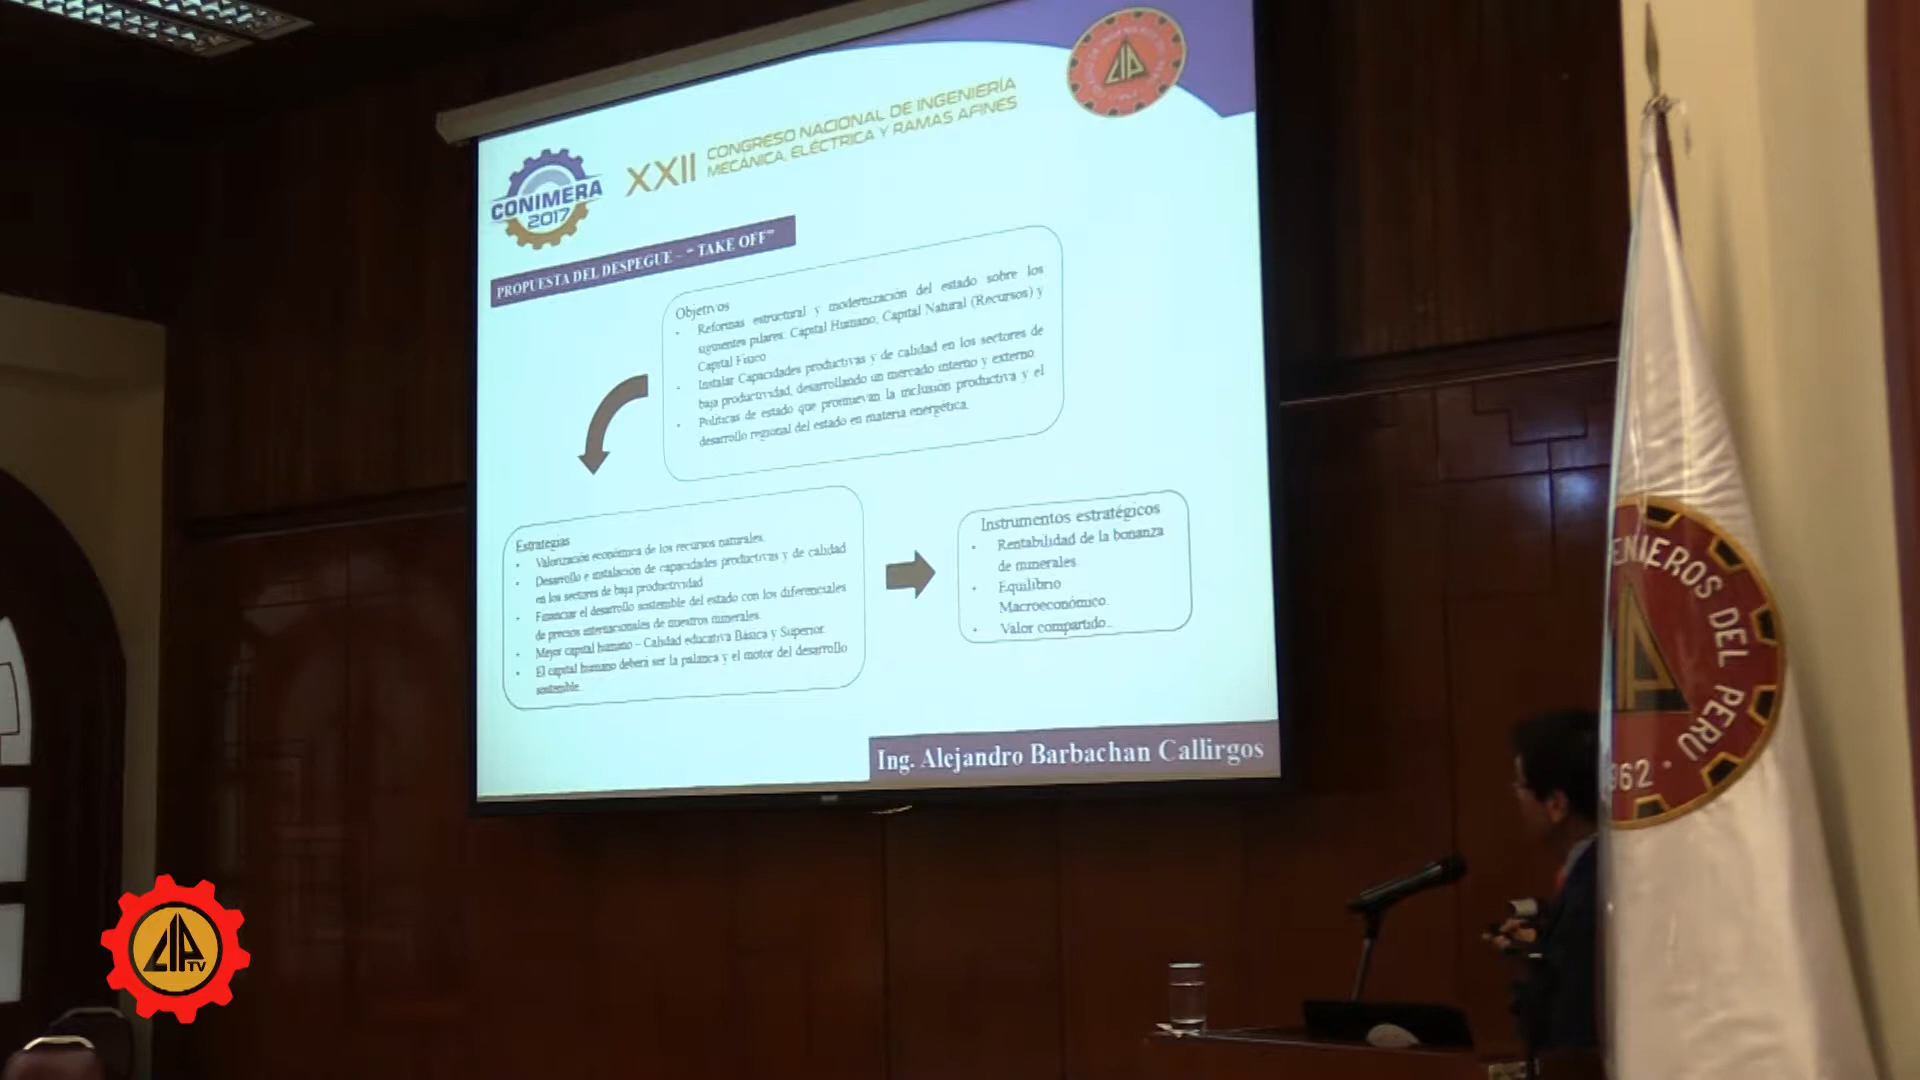 CONIMERA
2017
XXII
CONGRESO NACIONAL DE INGENIERÍA
MECÁNICA, ELÉCTRICA Y RAMAS AFINES
CIP
PROPUESTA DEL DESPEGUE – “ TAKE OFF”
Objetivos
• Reformas estructural y modernización del estado sobre los
siguientes pilares: Capital Humano, Capital Natural (Recursos) y
Capital Físico
• Instalar Capacidades productivas y de calidad en los sectores de
baja productividad, desarrollando un mercado interno y externo
• Políticas de estado que promuevan la inclusión productiva y el
desarrollo regional del estado en materia energética.
Estrategias
• Valorización económica de los recursos naturales.
• Desarrollo e instalación de capacidades productivas y de calidad
en los sectores de baja productividad
• Financiar el desarrollo sostenible del estado con los diferenciales
de precios internacionales de nuestros minerales.
• Mejor capital humano – Calidad educativa Básica y Superior.
• El capital humano deberá ser la palanca y el motor del desarrollo
sostenible.
Instrumentos estratégicos
• Rentabilidad de la bonanza
de minerales.
• Equilibrio
Macroeconómico.
• Valor compartido...
Ing. Alejandro Barbachan Callirgos
ENIEROS DEL PERU
962
CIP
TV